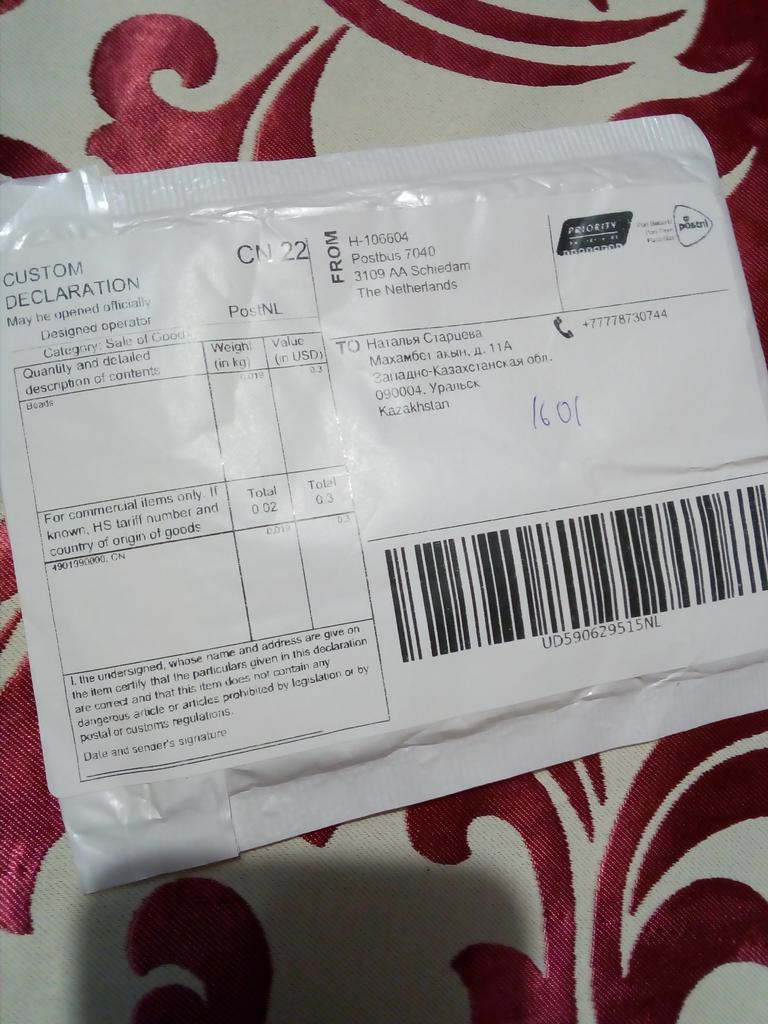 CUSTOM
DECLARATION
May be opened officially
Designed operator
Category: Sale of Goods
CN 22
PostNL
Quantity and detailed
description of contents
Weight
(in kg)
Value
(in USD)
Beads
0.019
0.3
For commercial items only. If
known, HS tariff number and
country of origin of goods
Total
0.02
Total
0.3
4901990000, CN
0.019
0.3
I, the undersigned, whose name and address are give on
the item certify that the particulars given in this declaration
are correct and that this item does not contain any
dangerous article or articles prohibited by legislation or by
postal or customs regulations.
Date and sender's signature
FROM
H-106604
Postbus 7040
3109 AA Schiedam
The Netherlands
PRIORITY
postnl
TO
Наталья Старцева
Махамбет акын, д. 11А
Западно-Казахстанская обл.
090004, Уральск
Kazakhstan
+77778730744
1601
UD590629515NL